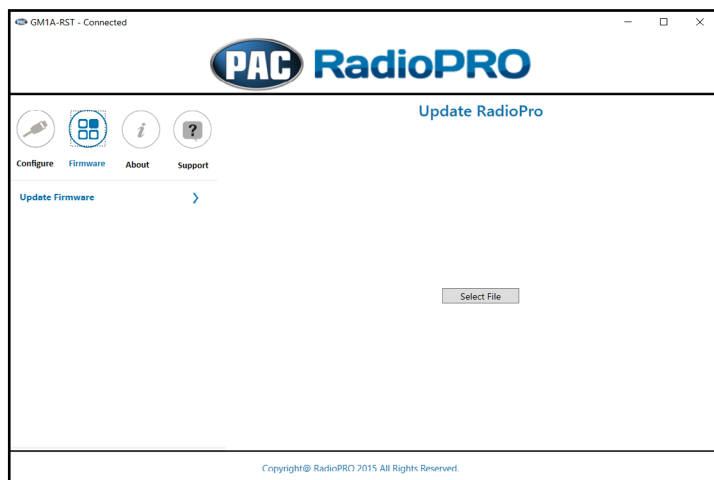 GM1A-RST - Connected
PAC RadioPRO
Update RadioPro
Configure Firmware About Support
Update Firmware
Select File
Copyright@ RadioPRO 2015 All Rights Reserved.